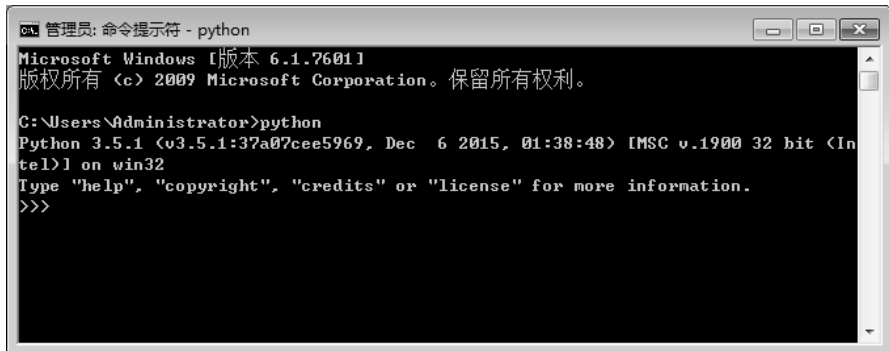 管理员: 命令提示符 - python
Microsoft Windows [版本 6.1.7601]
版权所有 (c) 2009 Microsoft Corporation。保留所有权利。
C:\Users\Administrator>python
Python 3.5.1 (v3.5.1:37a07cee5969, Dec  6 2015, 01:38:48) [MSC v.1900 32 bit (In
tel)] on win32
Type "help", "copyright", "credits" or "license" for more information.
>>>